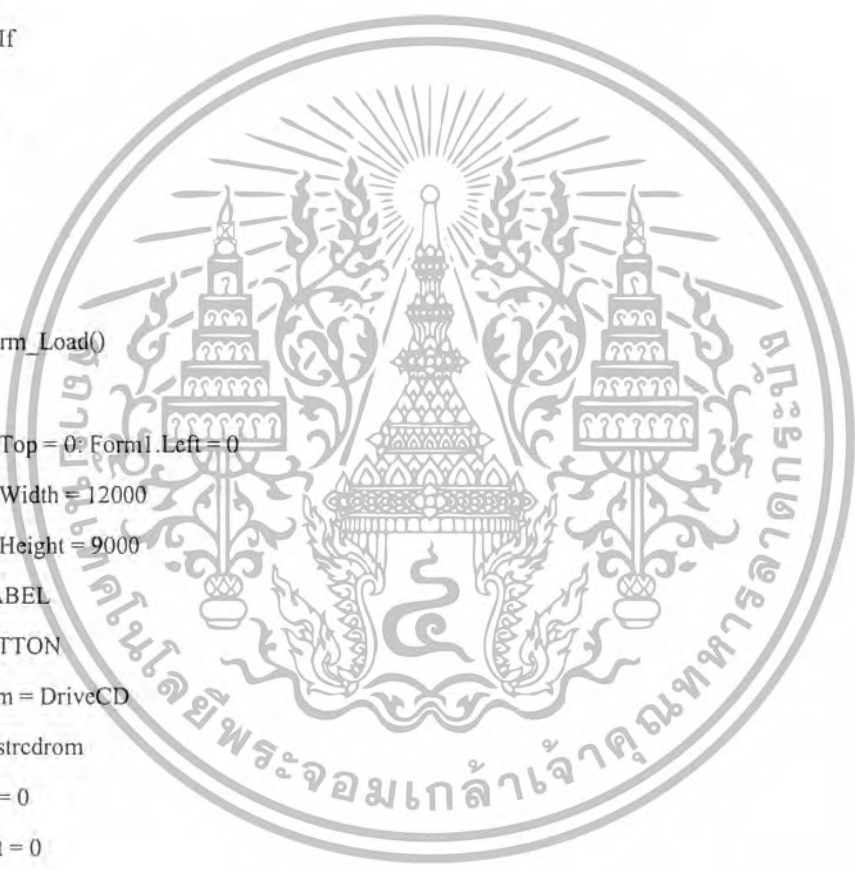 If
rm_Load()
Top = 0: Form1.Left = 0
Width = 12000
Height = 9000
ABEL
TTON
m = DriveCD
strcdrom
= 0
t = 0
สถาบันเทคโนโลยีพระจอมเกล้าเจ้าคุณทหารลาดกระบัง